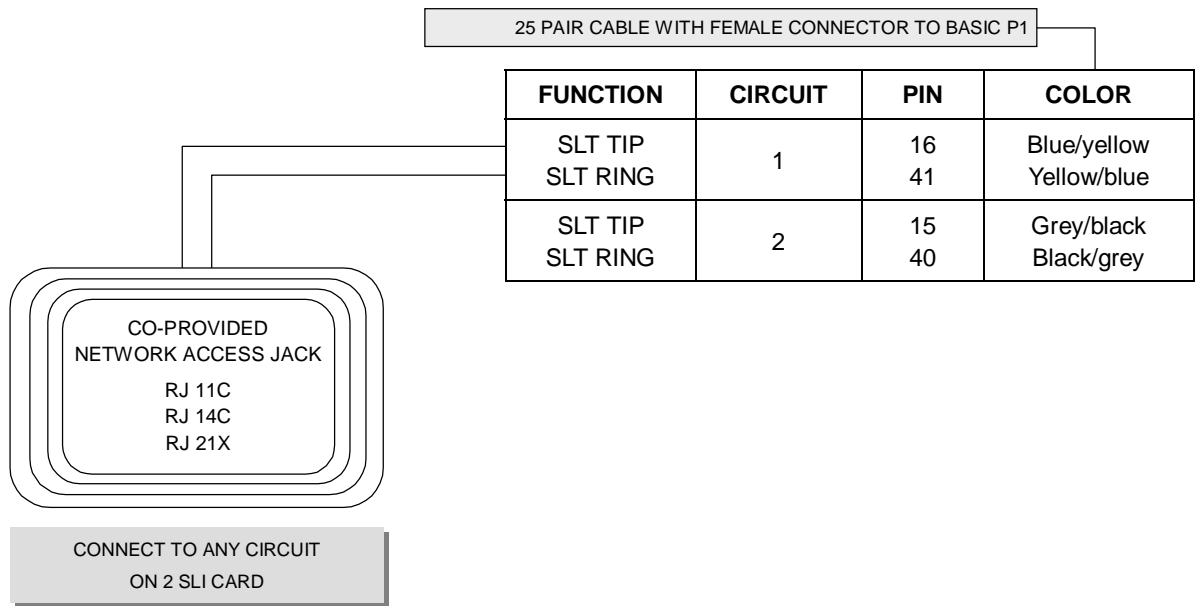 25 PAIR CABLE WITH FEMALE CONNECTOR TO BASIC P1
FUNCTION CIRCUIT PIN COLOR
SLT TIP 1 16 Blue/yellow
SLT RING 41 Yellow/blue
SLT TIP 2 15 Grey/black
SLT RING 40 Black/grey
CO-PROVIDED
NETWORK ACCESS JACK
RJ 11C
RJ 14C
RJ 21X
CONNECT TO ANY CIRCUIT
ON 2 SLI CARD